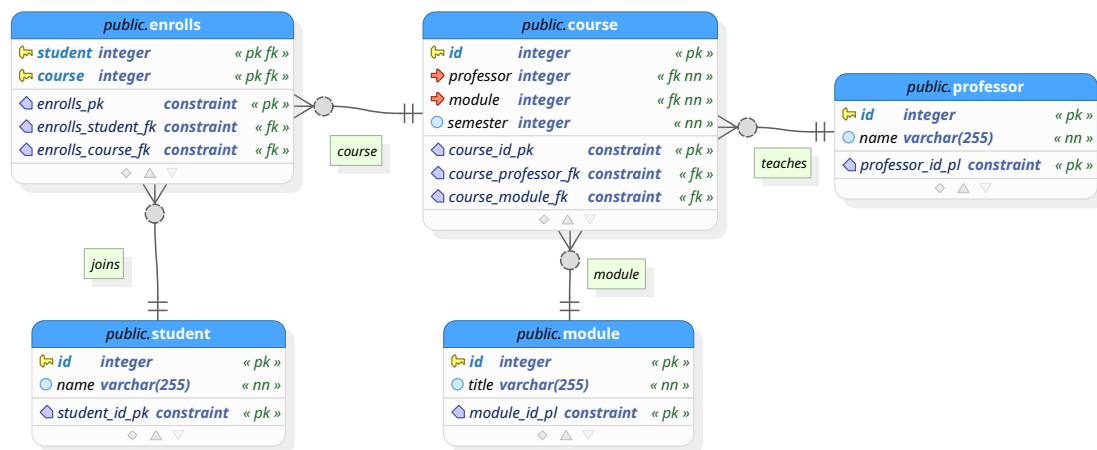 public.enrolls
student integer « pk fk »
course integer « pk fk »
enrolls_pk constraint « pk »
enrolls_student_fk constraint « fk »
enrolls_course_fk constraint « fk »
course
public.course
id integer « pk »
professor integer « fk nn »
module integer « fk nn »
semester integer « nn »
course_id_pk constraint « pk »
course_professor_fk constraint « fk »
course_module_fk constraint « fk »
teaches
public.professor
id integer « pk »
name varchar(255) « nn »
professor_id_pl constraint « pk »
joins
module
public.student
id integer « pk »
name varchar(255) « nn »
student_id_pk constraint « pk »
public.module
id integer « pk »
title varchar(255) « nn »
module_id_pl constraint « pk »